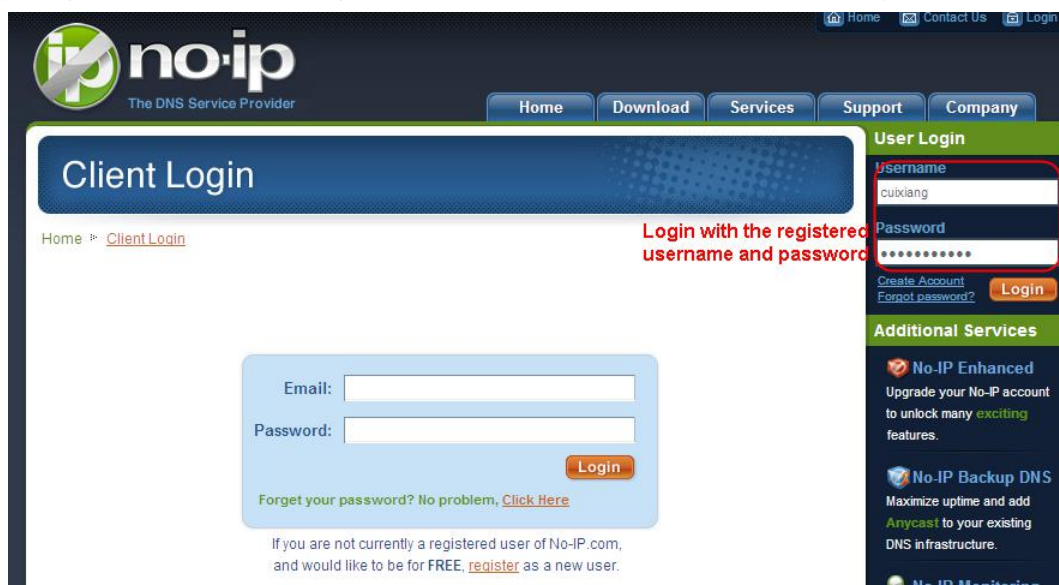 Home Contact Us Login
ip no·ip
The DNS Service Provider
Home Download Services Support Company
Client Login
Home Client Login
Login with the registered
username and password
User Login
Username
cuixiang
Password
•••••••••••
Create Account
Forgot password?
Login
Additional Services
No-IP Enhanced
Upgrade your No-IP account
to unlock many exciting
features.
No-IP Backup DNS
Maximize uptime and add
Anycast to your existing
DNS infrastructure.
No-IP Monitoring
Email:
Password:
Login
Forget your password? No problem, Click Here
If you are not currently a registered user of No-IP.com,
and would like to be for FREE, register as a new user.